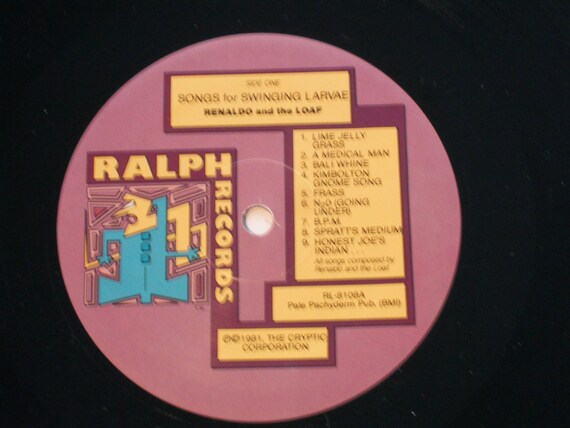 SIDE ONE
SONGS for SWINGING LARVAE
RENALDO and the LOAF
1. LIME JELLY
GRASS
2. A MEDICAL MAN
3. BALI WHINE
4. KIMBOLTON
GNOME SONG
5. FRASS
6. N₂O (GOING
UNDER)
7. B.P.M.
8. SPRATT'S MEDIUM
9. HONEST JOE'S
INDIAN . . .
All songs composed by
Renaldo and the Loaf
RALPH
RECORDS
RL-8108A
Pale Pachyderm Pub. (BMI)
℗©1981, THE CRYPTIC
CORPORATION